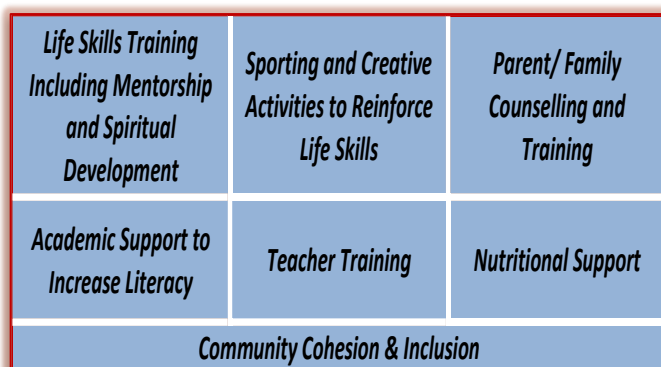 Life Skills Training
Including Mentorship
and Spiritual
Development
Sporting and Creative
Activities to Reinforce
Life Skills
Parent/ Family
Counselling and
Training
Academic Support to
Increase Literacy
Teacher Training
Nutritional Support
Community Cohesion & Inclusion